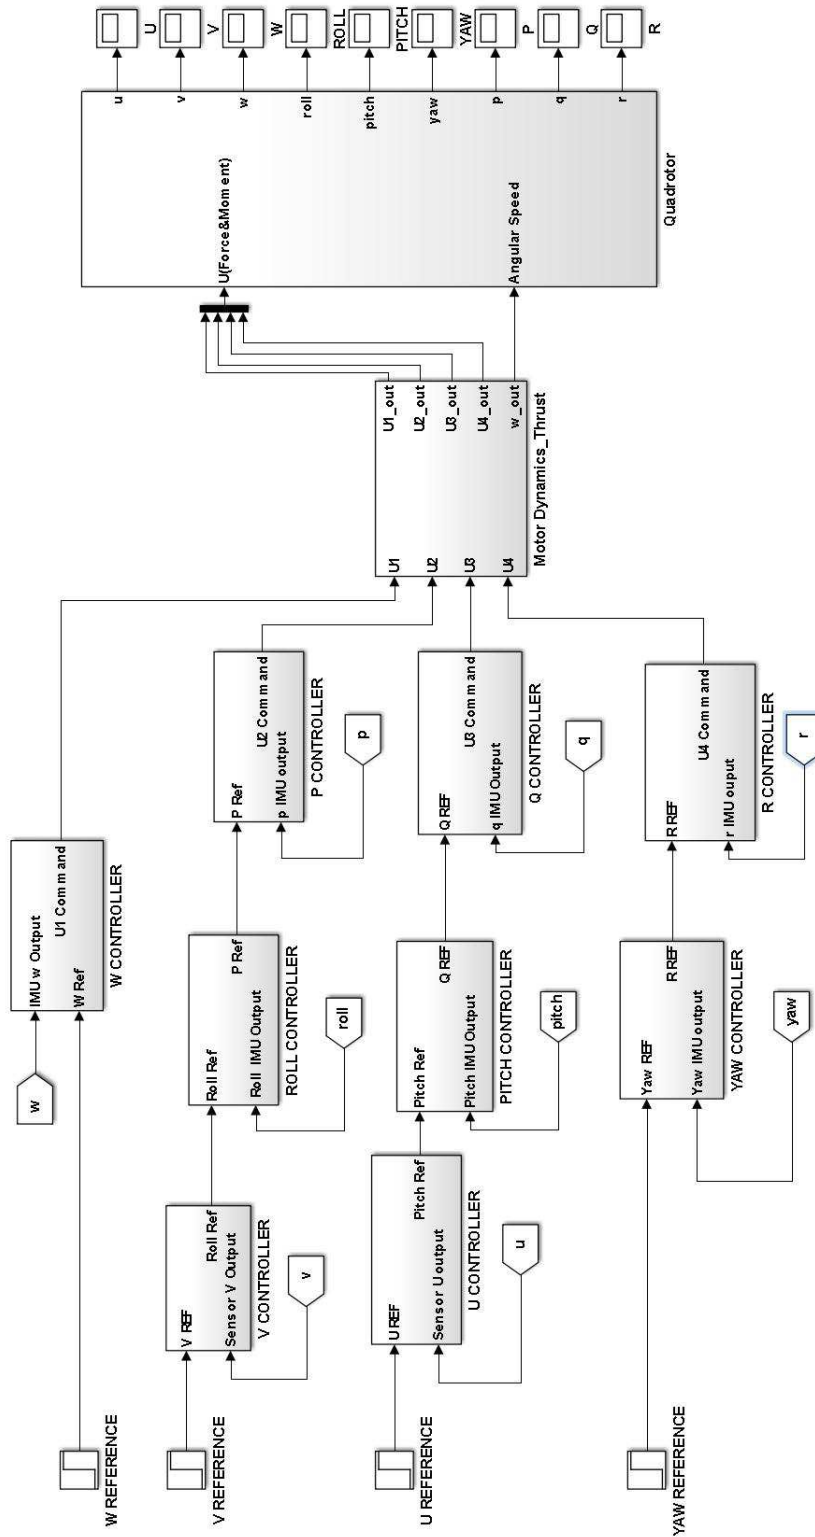 W REFERENCE
w
IMU w Output
W Ref
U1 Command
W CONTROLLER
V REFERENCE
V REF
Sensor V Output
Roll Ref
V CONTROLLER
v
Roll Ref
Roll IMU Output
P Ref
ROLL CONTROLLER
roll
P Ref
p IMU output
U2 Command
P CONTROLLER
p
U REFERENCE
U REF
Sensor U output
Pitch Ref
U CONTROLLER
u
Pitch Ref
Pitch IMU Output
Q REF
PITCH CONTROLLER
pitch
Q REF
q IMU Output
U3 Command
Q CONTROLLER
q
YAW REFERENCE
Yaw REF
Yaw IMU output
R REF
YAW CONTROLLER
yaw
R REF
r IMU ouput
U4 Command
R CONTROLLER
r
U1
U2
U3
U4
U1_out
U2_out
U3_out
U4_out
w_out
Motor Dynamics_Thrust
U(Force&Moment)
Angular Speed
u
v
w
roll
pitch
yaw
p
q
r
Quadrotor
U
V
W
ROLL
PITCH
YAW
P
Q
R